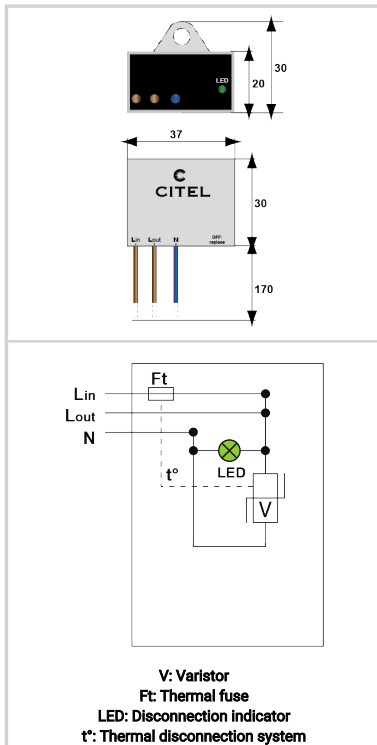 30
LED
20
37
C
CITEL
30
Lin Lout N OFF: replace
170
Ft
Lin
Lout
N
t° LED
V
V: Varistor
Ft: Thermal fuse
LED: Disconnection indicator
t°: Thermal disconnection system